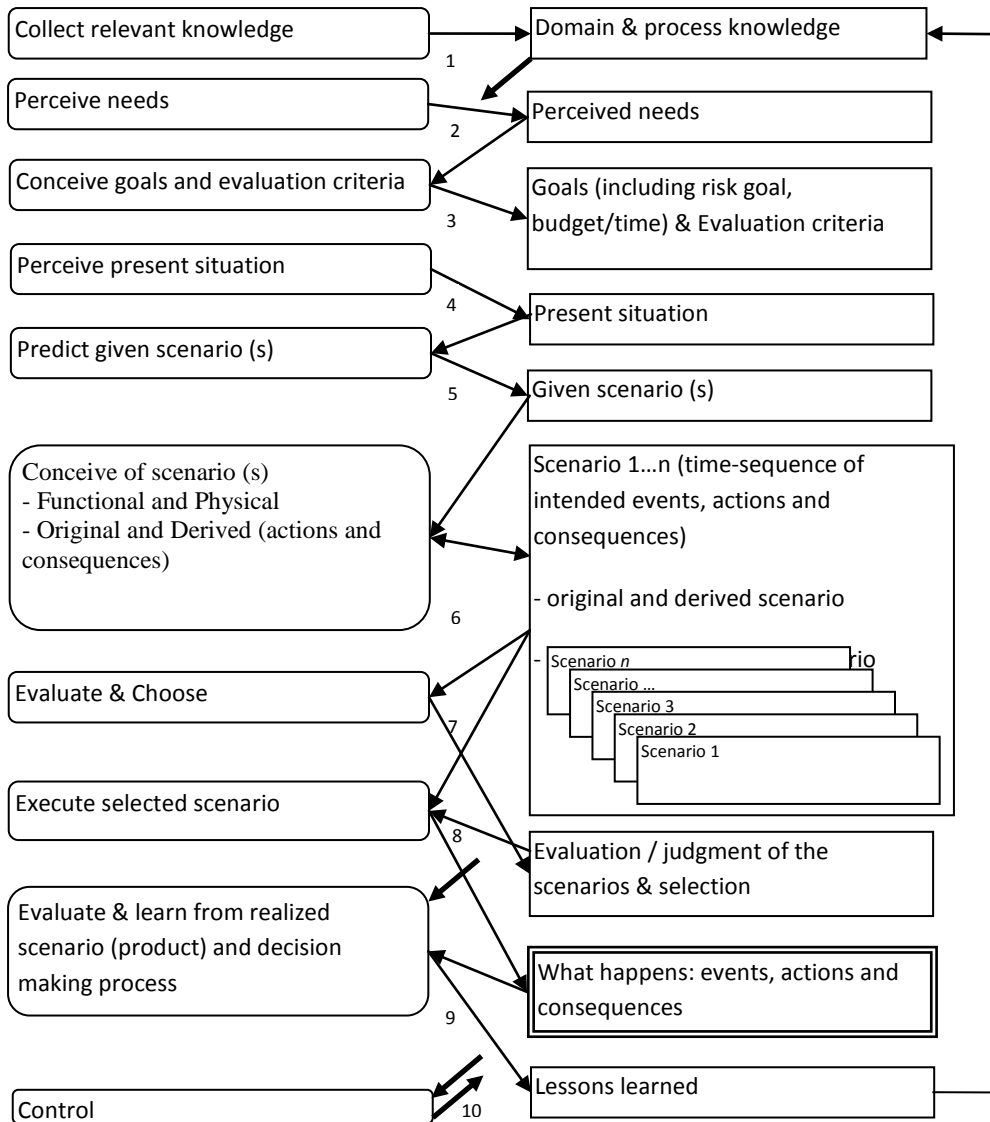 Collect relevant knowledge
Domain & process knowledge
1
Perceive needs
Perceived needs
2
Conceive goals and evaluation criteria
Goals (including risk goal,
budget/time) & Evaluation criteria
3
Perceive present situation
Present situation
4
Predict given scenario (s)
Given scenario (s)
5
Conceive of scenario (s)
- Functional and Physical
- Original and Derived (actions and
consequences)
Scenario 1...n (time-sequence of
intended events, actions and
consequences)
- original and derived scenario
-
Scenario n
Scenario ...
Scenario 3
Scenario 2
Scenario 1
6
Evaluate & Choose
7
Execute selected scenario
8
Evaluation / judgment of the
scenarios & selection
Evaluate & learn from realized
scenario (product) and decision
making process
What happens: events, actions and
consequences
9
Lessons learned
Control
10